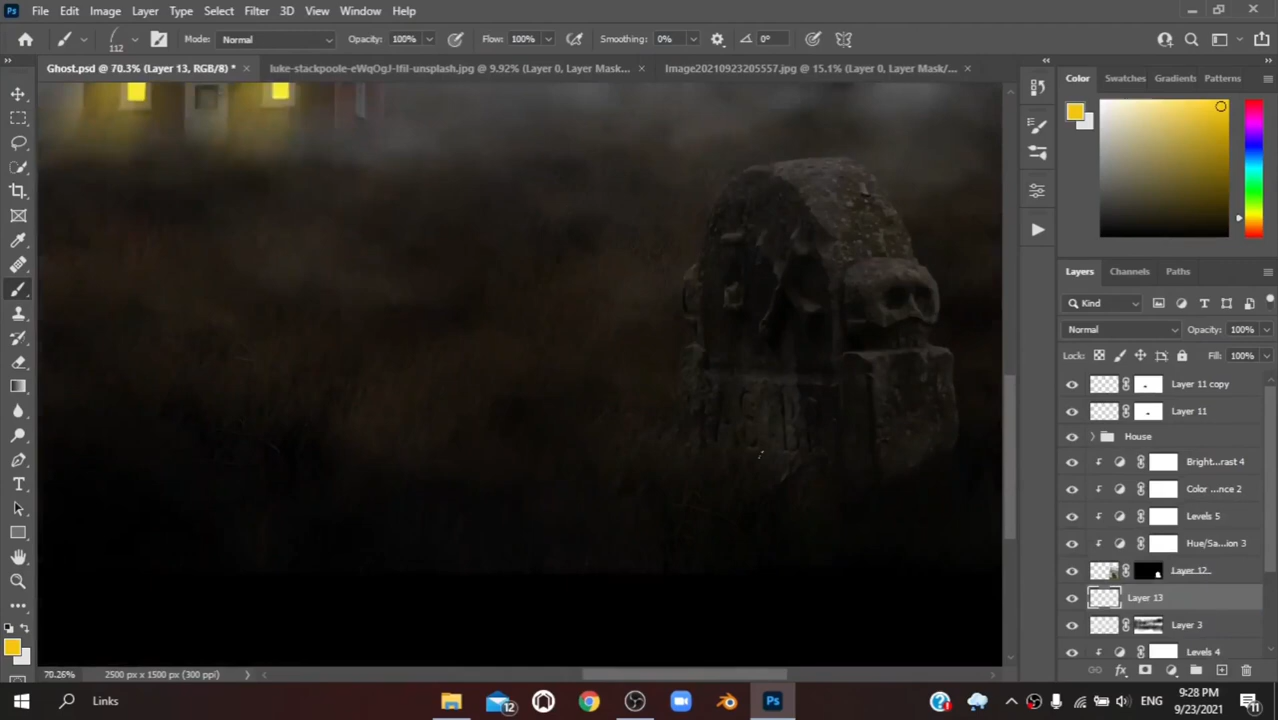 Ps File Edit Image Layer Type Select Filter 3D View Window Help
112 Mode: Normal Opacity: 100% Flow: 100% Smoothing: 0% 0°
Ghost.psd @ 70.3% (Layer 13, RGB/8) * × luke-stackpoole-eWqOgJ-lfiI-unsplash.jpg @ 9.92% (Layer 0, Layer Mask... × Image20210923205557.jpg @ 15.1% (Layer 0, Layer Mask/... ×
Color Swatches Gradients Patterns
Layers Channels Paths
Kind
Normal Opacity: 100%
Lock: Fill: 100%
Layer 11 copy
Layer 11
House
Bright...rast 4
Color ...nce 2
Levels 5
Hue/Sa...ion 3
Layer 12
Layer 13
Layer 3
Levels 4
70.26% 2500 px x 1500 px (300 ppi)
fx
Links
12
Ps
ENG
9:28 PM
9/23/2021
11